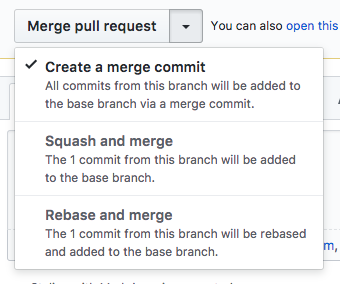 Merge pull request
You can also open this
Create a merge commit
All commits from this branch will be added
to the base branch via a merge commit.
Squash and merge
The 1 commit from this branch will be added
to the base branch.
Rebase and merge
The 1 commit from this branch will be rebased
and added to the base branch.
m,